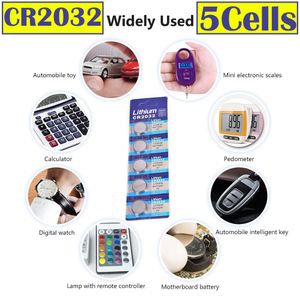 CR2032 Widely Used 5Cells
Automobile toy
Mini electronic scales
Lithium
CR2032
Calculator
Pedometer
Digital watch
Automobile intelligent key
Lamp with remote controller
Motherboard battery